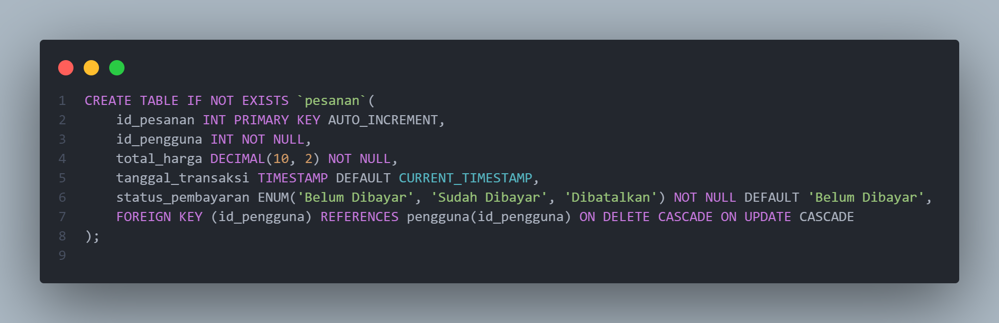 1 CREATE TABLE IF NOT EXISTS `pesanan`(
2     id_pesanan INT PRIMARY KEY AUTO_INCREMENT,
3     id_pengguna INT NOT NULL,
4     total_harga DECIMAL(10, 2) NOT NULL,
5     tanggal_transaksi TIMESTAMP DEFAULT CURRENT_TIMESTAMP,
6     status_pembayaran ENUM('Belum Dibayar', 'Sudah Dibayar', 'Dibatalkan') NOT NULL DEFAULT 'Belum Dibayar',
7     FOREIGN KEY (id_pengguna) REFERENCES pengguna(id_pengguna) ON DELETE CASCADE ON UPDATE CASCADE
8 );
9